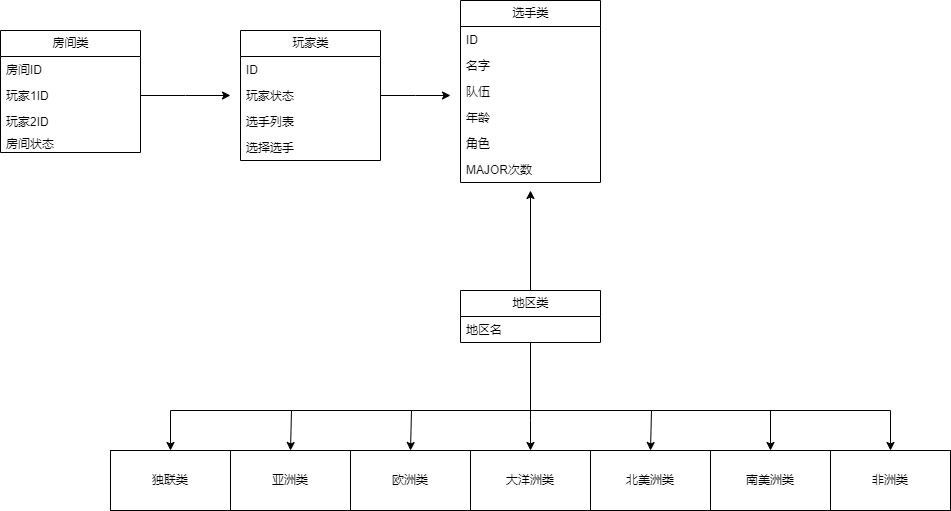 房间类
房间ID
玩家1ID
玩家2ID
房间状态
玩家类
ID
玩家状态
选手列表
选择选手
选手类
ID
名字
队伍
年龄
角色
MAJOR次数
地区类
地区名
独联类
亚洲类
欧洲类
大洋洲类
北美洲类
南美洲类
非洲类